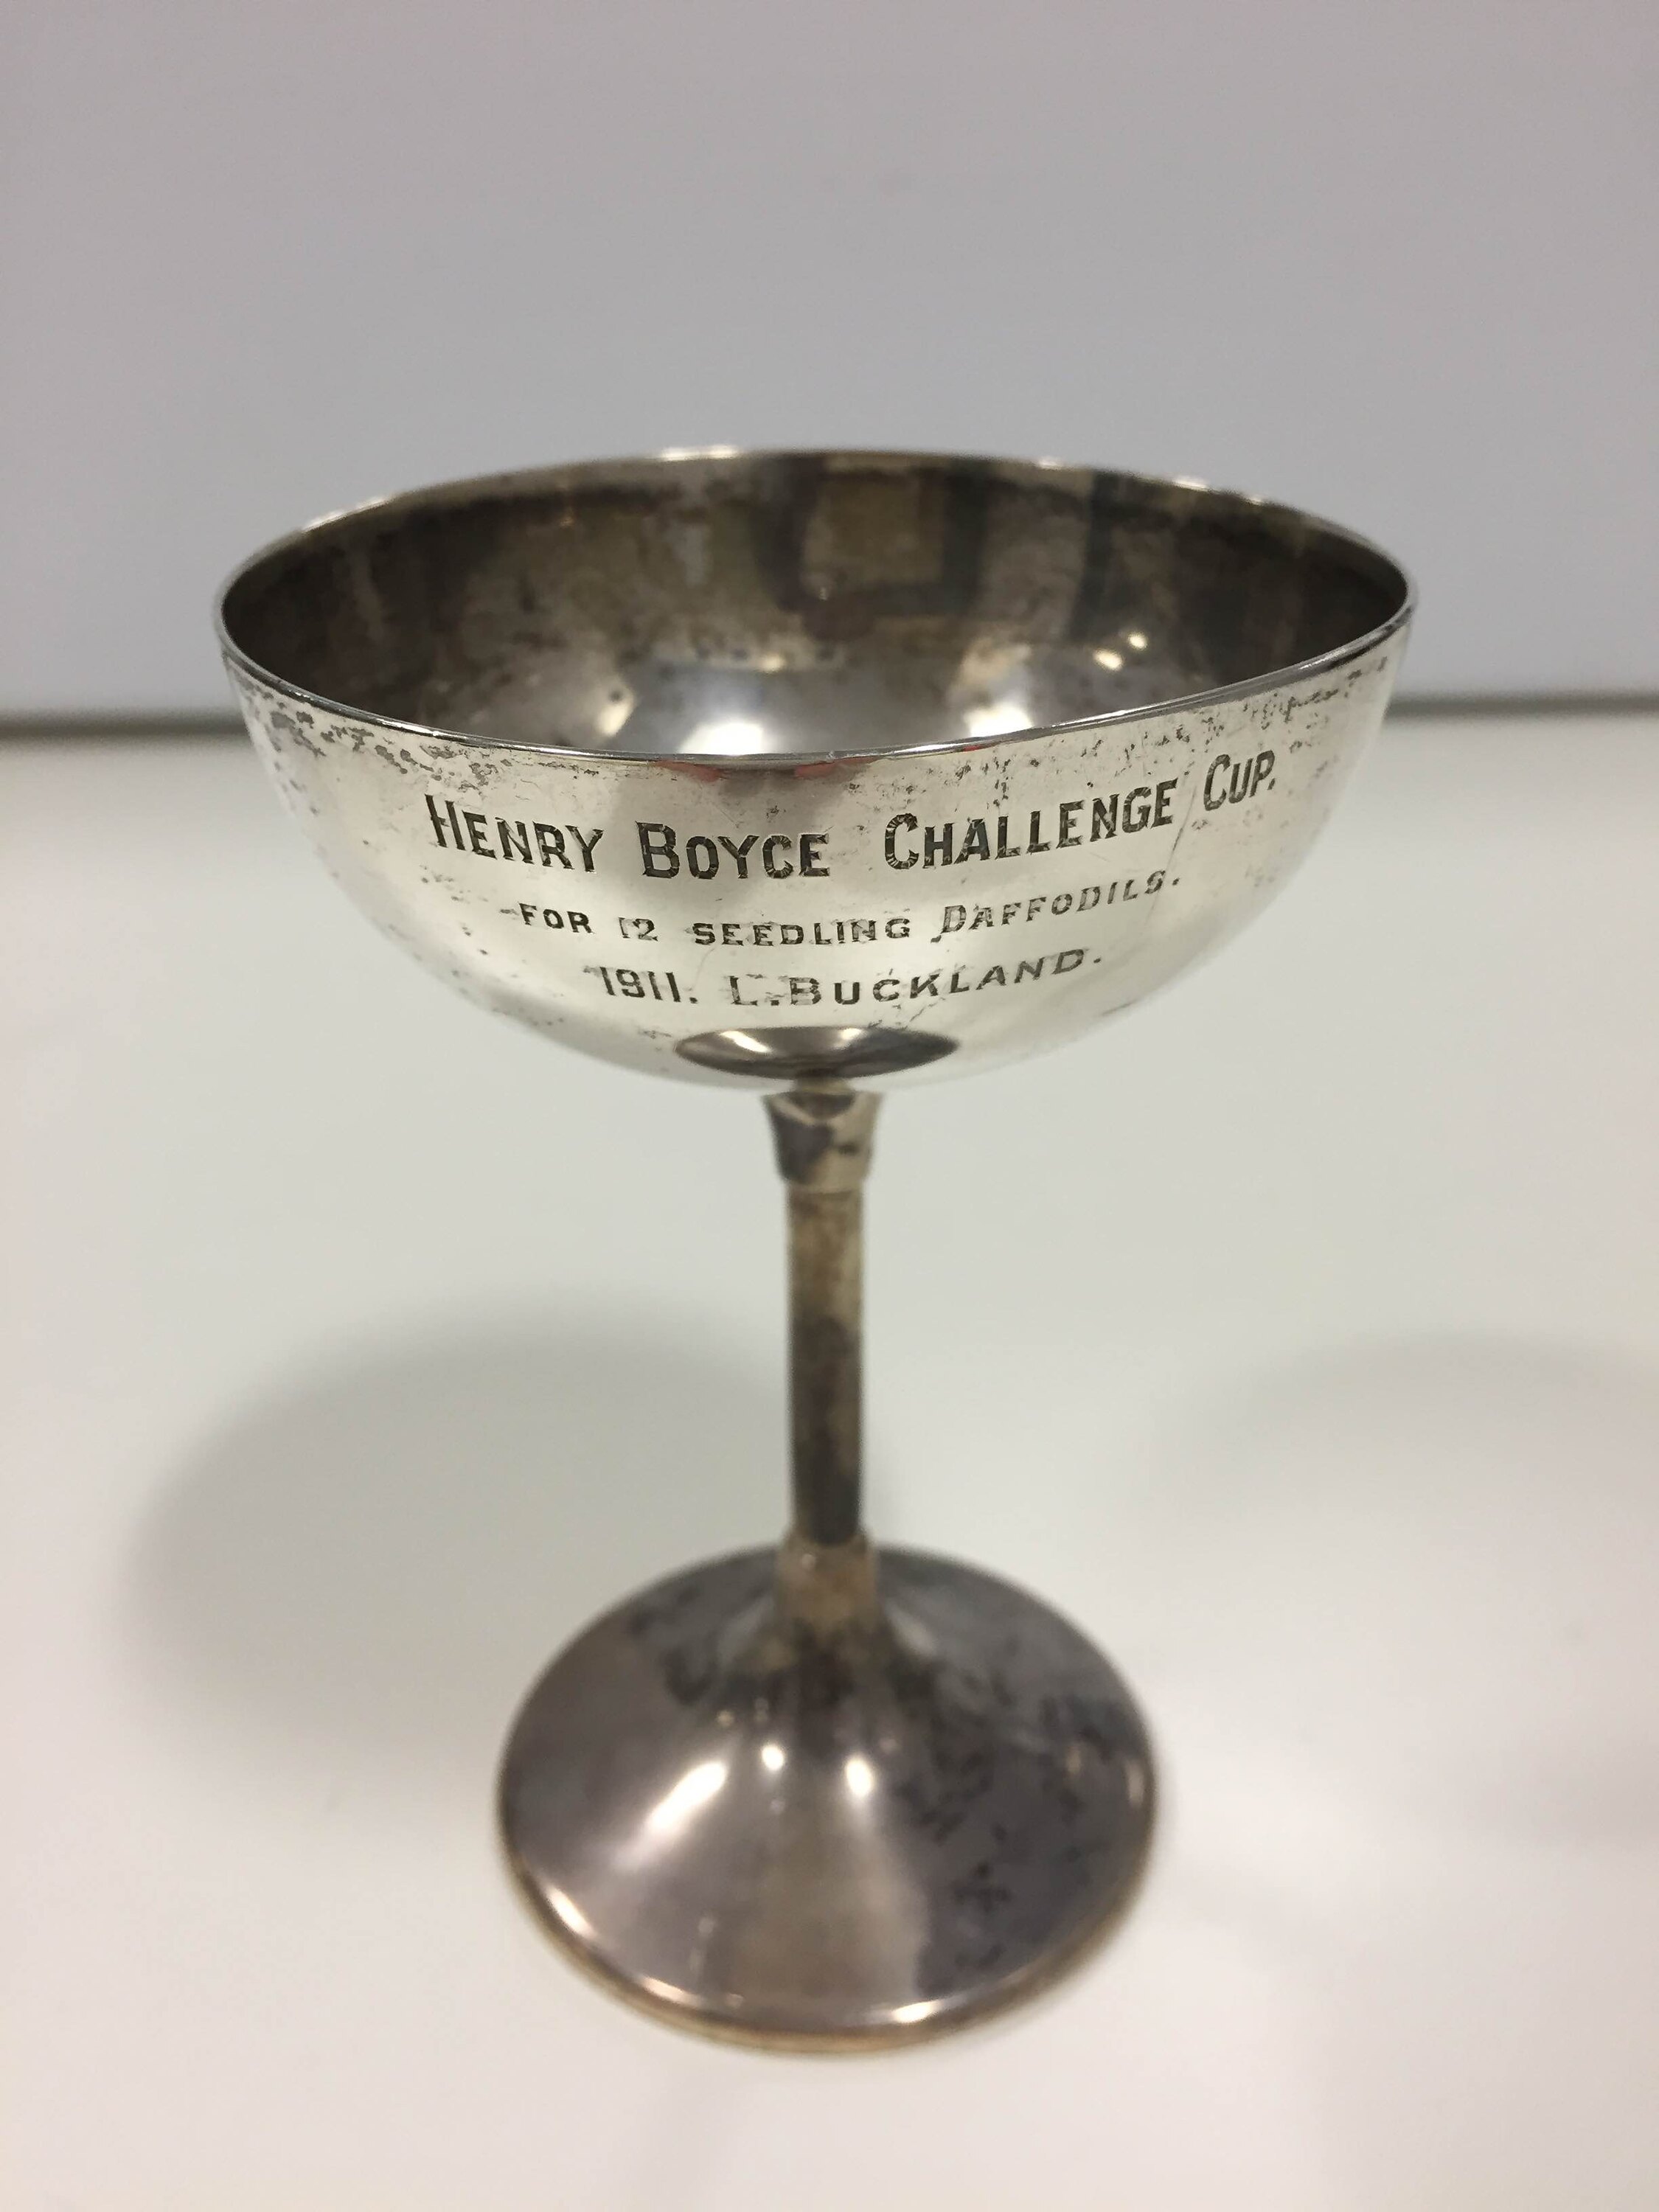 HENRY BOYCE CHALLENGE CUP.
FOR 12 SEEDLING DAFFODILS.
1911. L. BUCKLAND.